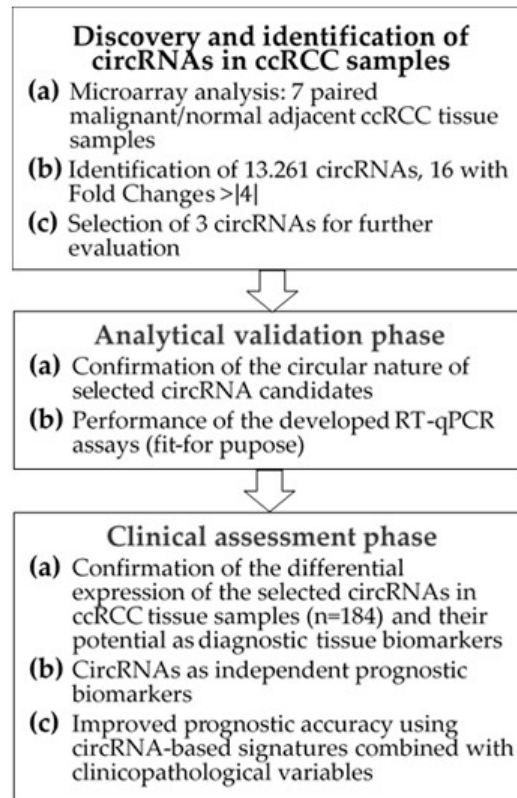 Discovery and identification of
circRNAs in ccRCC samples
(a) Microarray analysis: 7 paired
malignant/normal adjacent ccRCC tissue
samples
(b) Identification of 13.261 circRNAs, 16 with
Fold Changes >|4|
(c) Selection of 3 circRNAs for further
evaluation
Analytical validation phase
(a) Confirmation of the circular nature of
selected circRNA candidates
(b) Performance of the developed RT-qPCR
assays (fit-for pupose)
Clinical assessment phase
(a) Confirmation of the differential
expression of the selected circRNAs in
ccRCC tissue samples (n=184) and their
potential as diagnostic tissue biomarkers
(b) CircRNAs as independent prognostic
biomarkers
(c) Improved prognostic accuracy using
circRNA-based signatures combined with
clinicopathological variables